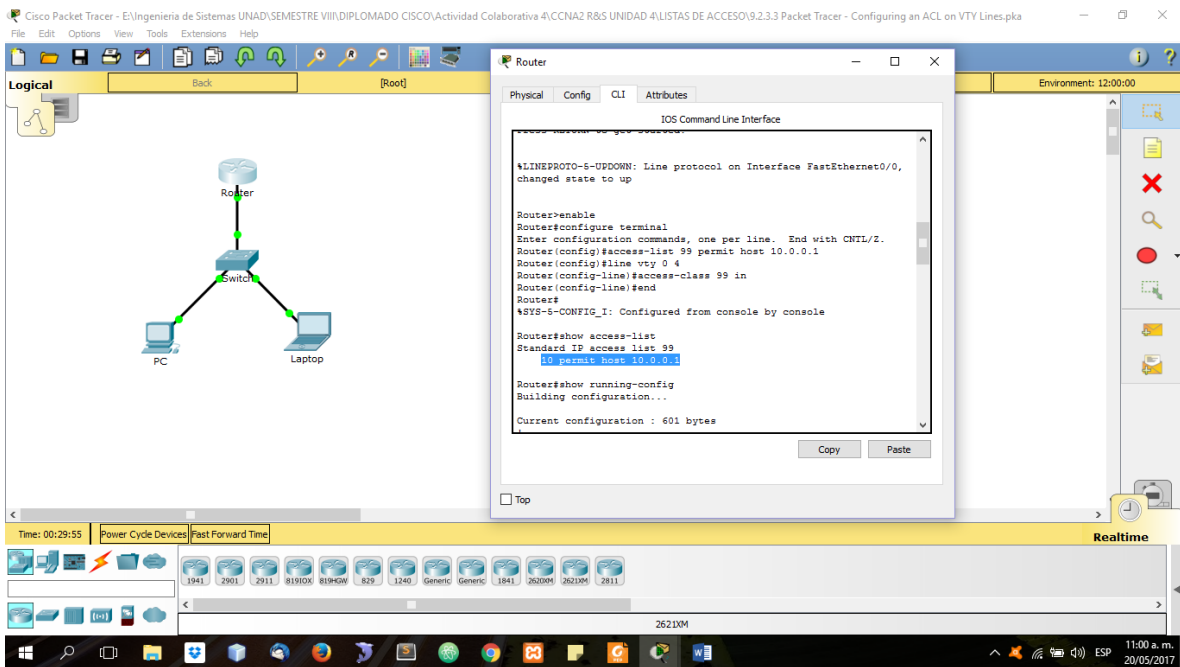 Cisco Packet Tracer - E:\Ingenieria de Sistemas UNAD\SEMESTRE VIII\DIPLOMADO CISCO\Actividad Colaborativa 4\CCNA2 R&S UNIDAD 4\LISTAS DE ACCESO\9.2.3.3 Packet Tracer - Configuring an ACL on VTY Lines.pka
File Edit Options View Tools Extensions Help
Logical Back [Root] Environment: 12:00:00
Router
Switch
PC
Laptop
Router
Physical Config CLI Attributes
IOS Command Line Interface
%LINEPROTO-5-UPDOWN: Line protocol on Interface FastEthernet0/0,
changed state to up
Router>enable
Router#configure terminal
Enter configuration commands, one per line. End with CNTL/Z.
Router(config)#access-list 99 permit host 10.0.0.1
Router(config)#line vty 0 4
Router(config-line)#access-class 99 in
Router(config-line)#end
Router#
%SYS-5-CONFIG_I: Configured from console by console
Router#show access-list
Standard IP access list 99
10 permit host 10.0.0.1
Router#show running-config
Building configuration...
Current configuration : 601 bytes
Copy Paste
Top
Time: 00:29:55 Power Cycle Devices Fast Forward Time Realtime
1941 2901 2911 819IOX 819HGW 829 1240 Generic Generic 1841 2620XM 2621XM 2811
2621XM
ESP
11:00 a. m.
20/05/2017